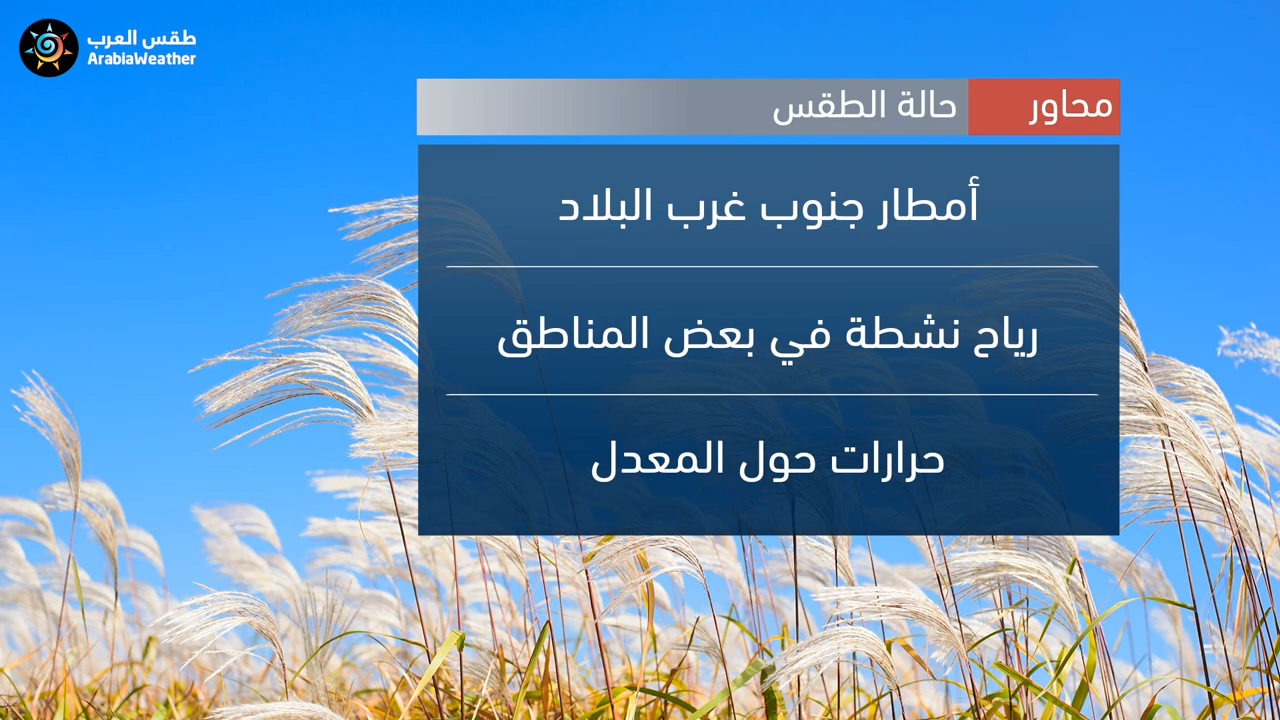 طقس العرب
ArabiaWeather
محاور حالة الطقس
أمطار جنوب غرب البلاد
رياح نشطة في بعض المناطق
حرارات حول المعدل